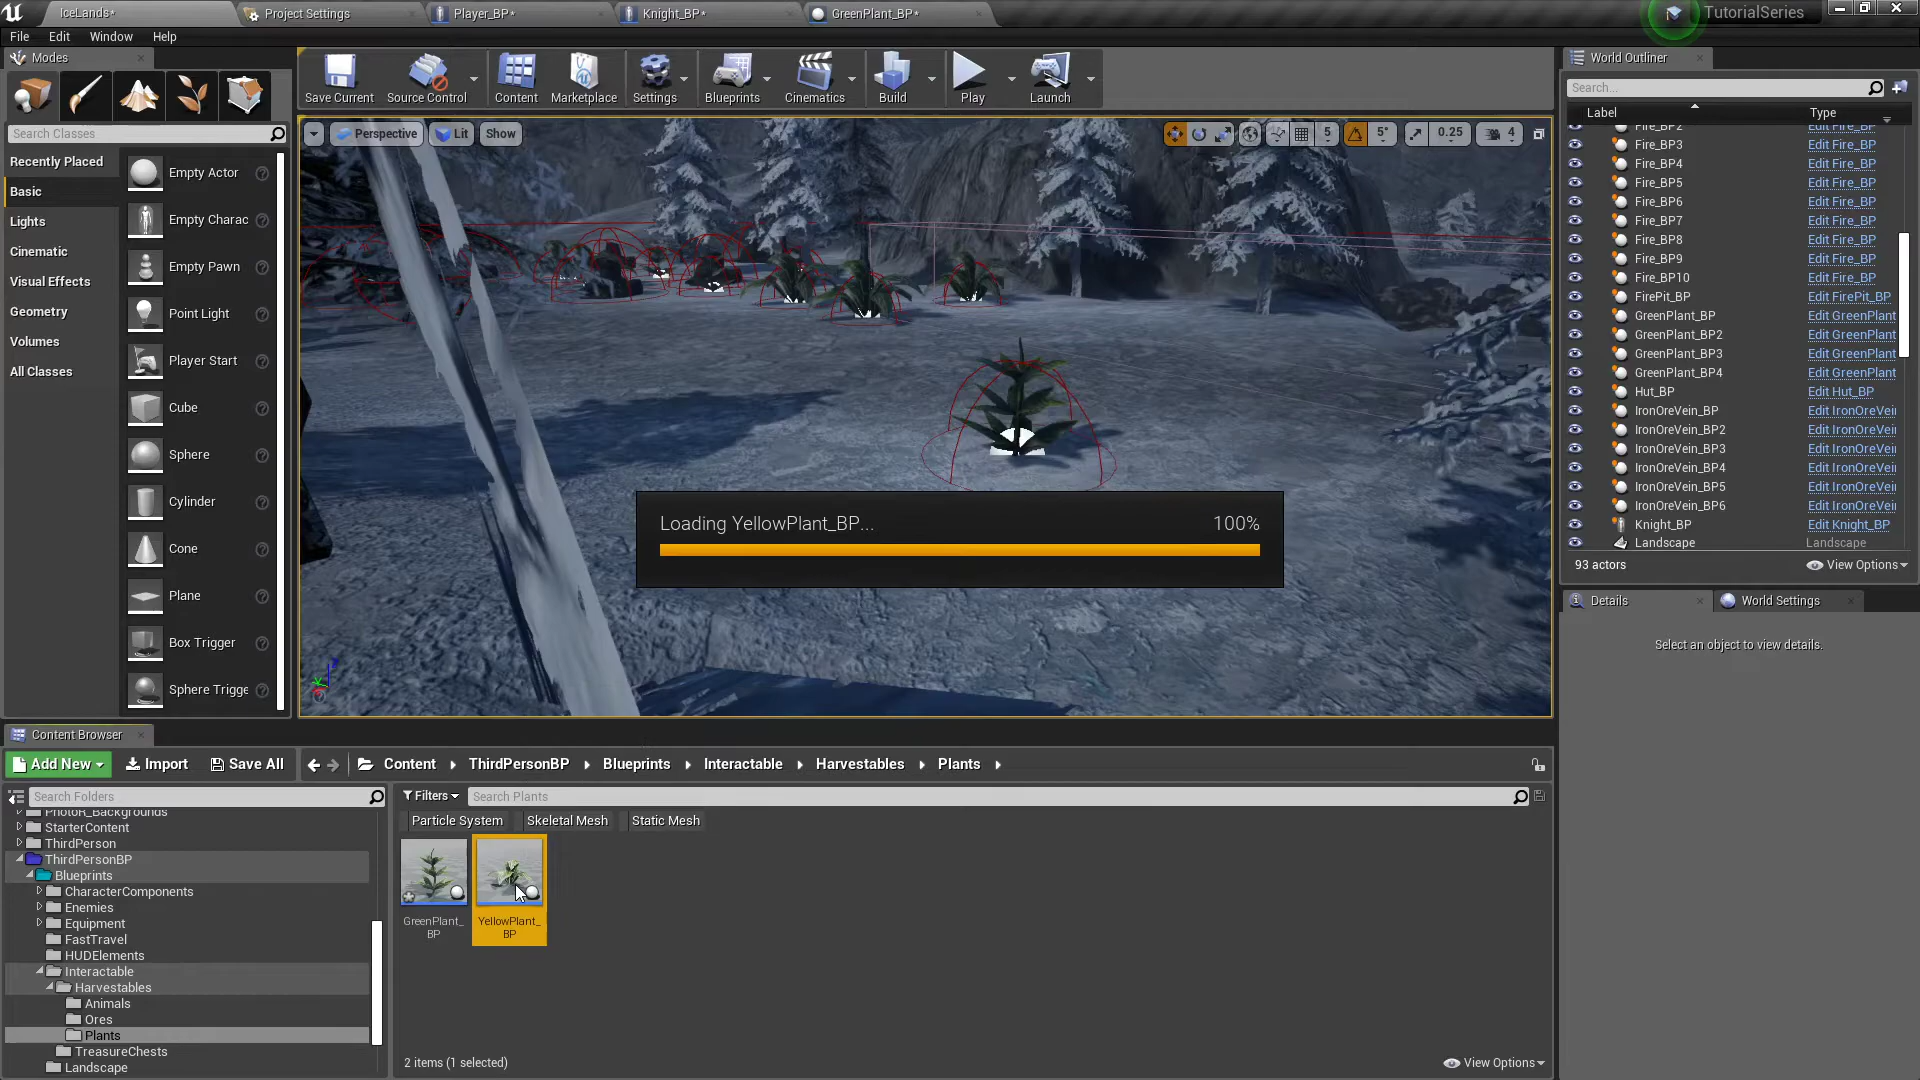 IceLands*
Project Settings
Player_BP*
Knight_BP*
GreenPlant_BP*
TutorialSeries
File
Edit
Window
Help
Modes
Search Classes
Recently Placed
Basic
Lights
Cinematic
Visual Effects
Geometry
Volumes
All Classes
Empty Actor
Empty Charac
Empty Pawn
Point Light
Player Start
Cube
Sphere
Cylinder
Cone
Plane
Box Trigger
Sphere Trigge
Save Current
Source Control
Content
Marketplace
Settings
Blueprints
Cinematics
Build
Play
Launch
Perspective
Lit
Show
5
5°
0.25
4
Loading YellowPlant_BP...
100%
World Outliner
Search...
Label
Type
Fire_BP2 Edit Fire_BP
Fire_BP3 Edit Fire_BP
Fire_BP4 Edit Fire_BP
Fire_BP5 Edit Fire_BP
Fire_BP6 Edit Fire_BP
Fire_BP7 Edit Fire_BP
Fire_BP8 Edit Fire_BP
Fire_BP9 Edit Fire_BP
Fire_BP10 Edit Fire_BP
FirePit_BP Edit FirePit_BP
GreenPlant_BP Edit GreenPlant
GreenPlant_BP2 Edit GreenPlant
GreenPlant_BP3 Edit GreenPlant
GreenPlant_BP4 Edit GreenPlant
Hut_BP Edit Hut_BP
IronOreVein_BP Edit IronOreVei
IronOreVein_BP2 Edit IronOreVei
IronOreVein_BP3 Edit IronOreVei
IronOreVein_BP4 Edit IronOreVei
IronOreVein_BP5 Edit IronOreVei
IronOreVein_BP6 Edit IronOreVei
Knight_BP Edit Knight_BP
Landscape Landscape
93 actors
View Options
Details
World Settings
Select an object to view details.
Content Browser
Add New
Import
Save All
Content
ThirdPersonBP
Blueprints
Interactable
Harvestables
Plants
Search Folders
PhotoR_Backgrounds
StarterContent
ThirdPerson
ThirdPersonBP
Blueprints
CharacterComponents
Enemies
Equipment
FastTravel
HUDElements
Interactable
Harvestables
Animals
Ores
Plants
TreasureChests
Landscape
Filters
Search Plants
Particle System
Skeletal Mesh
Static Mesh
GreenPlant_
BP
YellowPlant_
BP
2 items (1 selected)
View Options